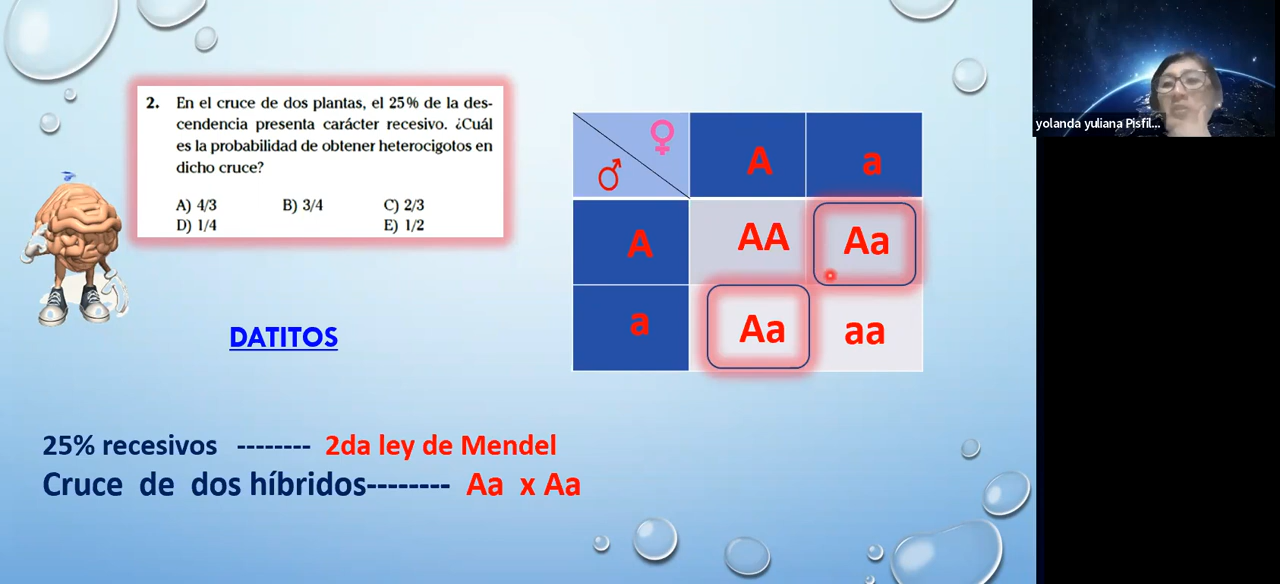 2. En el cruce de dos plantas, el 25% de la des-
cendencia presenta carácter recesivo. ¿Cuál
es la probabilidad de obtener heterocigotos en
dicho cruce?
A) 4/3 B) 3/4 C) 2/3
D) 1/4 E) 1/2
♀ A a
♂
A AA Aa
a Aa aa
DATITOS
25% recesivos -------- 2da ley de Mendel
Cruce de dos híbridos-------- Aa x Aa
yolanda yuliana Pisfil...